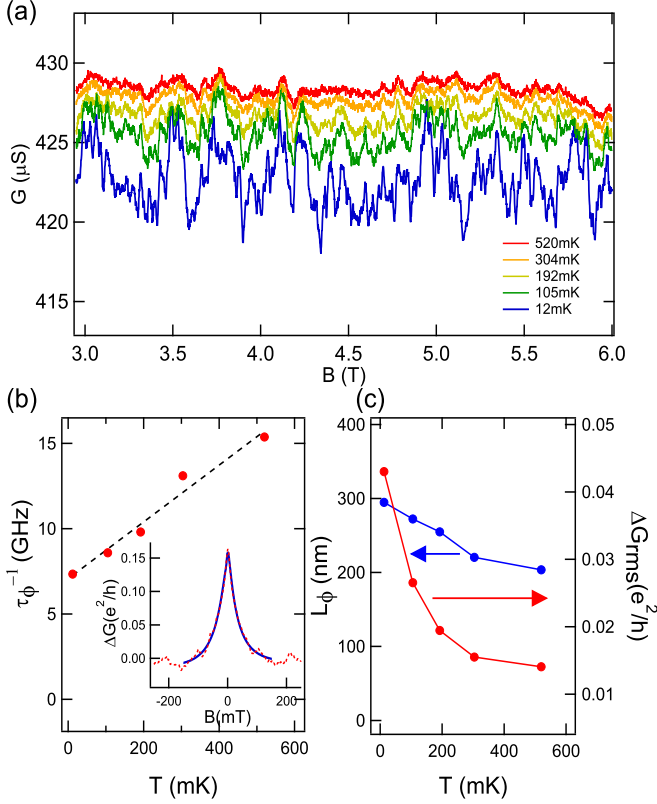 (a)
430
425
420
415
G (μS)
520mK
304mK
192mK
105mK
12mK
3.0 3.5 4.0 4.5 5.0 5.5 6.0
B (T)
(b)
15
10
5
0
τϕ⁻¹ (GHz)
0 200 400 600
T (mK)
0.15
0.10
0.05
0.00
ΔG(e²/h)
-200 0 200
B(mT)
(c)
400
300
200
100
0
Lϕ (nm)
0.05
0.04
0.03
0.02
0.01
ΔGrms(e²/h)
0 200 400 600
T (mK)